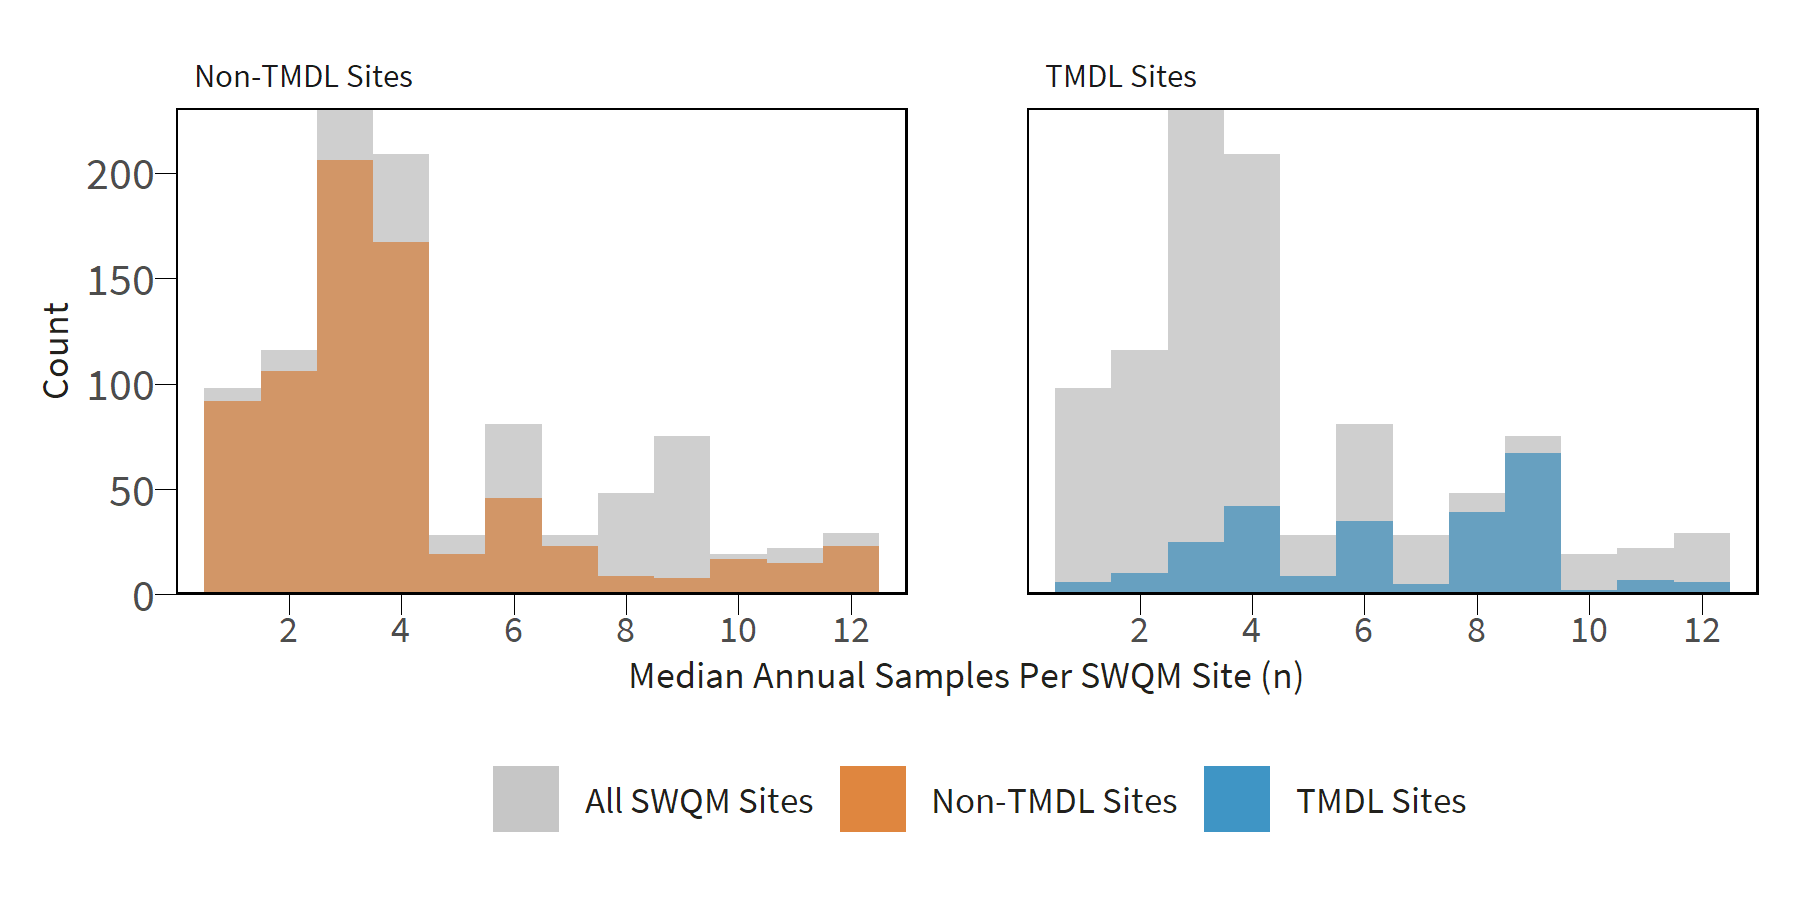 Non-TMDL Sites
TMDL Sites
Count
200
150
100
50
0
2 4 6 8 10 12
2 4 6 8 10 12
Median Annual Samples Per SWQM Site (n)
All SWQM Sites
Non-TMDL Sites
TMDL Sites